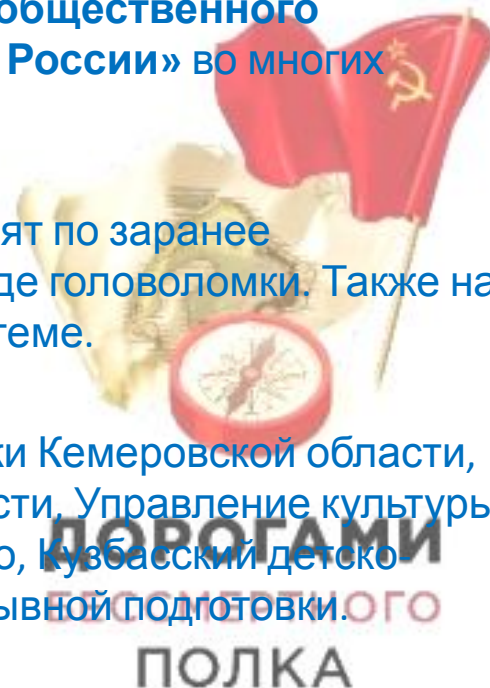 общественного
России» во многих
ят по заранее
де головоломки. Также на
теме.
ки Кемеровской области,
сти, Управление культуры
ДОРОГАМИ
о, Кузбасский детско-
БЕССМЕРТНОГО
ывной подготовки.
ПОЛКА